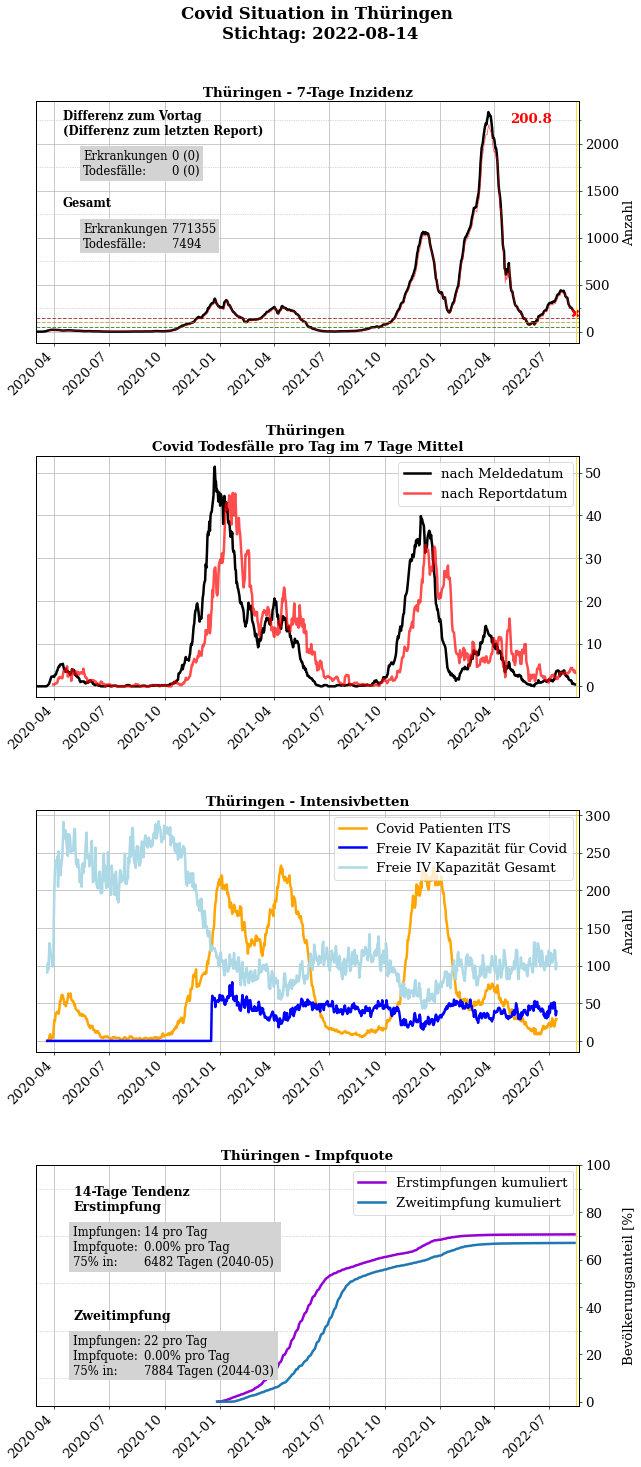 Covid Situation in Thüringen
Stichtag: 2022-08-14
Thüringen - 7-Tage Inzidenz
Differenz zum Vortag
(Differenz zum letzten Report)
Erkrankungen 0 (0)
Todesfälle: 0 (0)
Gesamt
Erkrankungen 771355
Todesfälle: 7494
200.8
2000
1500
1000
500
0
Anzahl
2020-04 2020-07 2020-10 2021-01 2021-04 2021-07 2021-10 2022-01 2022-04 2022-07
Thüringen
Covid Todesfälle pro Tag im 7 Tage Mittel
nach Meldedatum
nach Reportdatum
50
40
30
20
10
0
2020-04 2020-07 2020-10 2021-01 2021-04 2021-07 2021-10 2022-01 2022-04 2022-07
Thüringen - Intensivbetten
Covid Patienten ITS
Freie IV Kapazität für Covid
Freie IV Kapazität Gesamt
300
250
200
150
100
50
0
Anzahl
2020-04 2020-07 2020-10 2021-01 2021-04 2021-07 2021-10 2022-01 2022-04 2022-07
Thüringen - Impfquote
14-Tage Tendenz
Erstimpfung
Impfungen: 14 pro Tag
Impfquote: 0.00% pro Tag
75% in: 6482 Tagen (2040-05)
Zweitimpfung
Impfungen: 22 pro Tag
Impfquote: 0.00% pro Tag
75% in: 7884 Tagen (2044-03)
Erstimpfungen kumuliert
Zweitimpfung kumuliert
100
80
60
40
20
0
Bevölkerungsanteil [%]
2020-04 2020-07 2020-10 2021-01 2021-04 2021-07 2021-10 2022-01 2022-04 2022-07